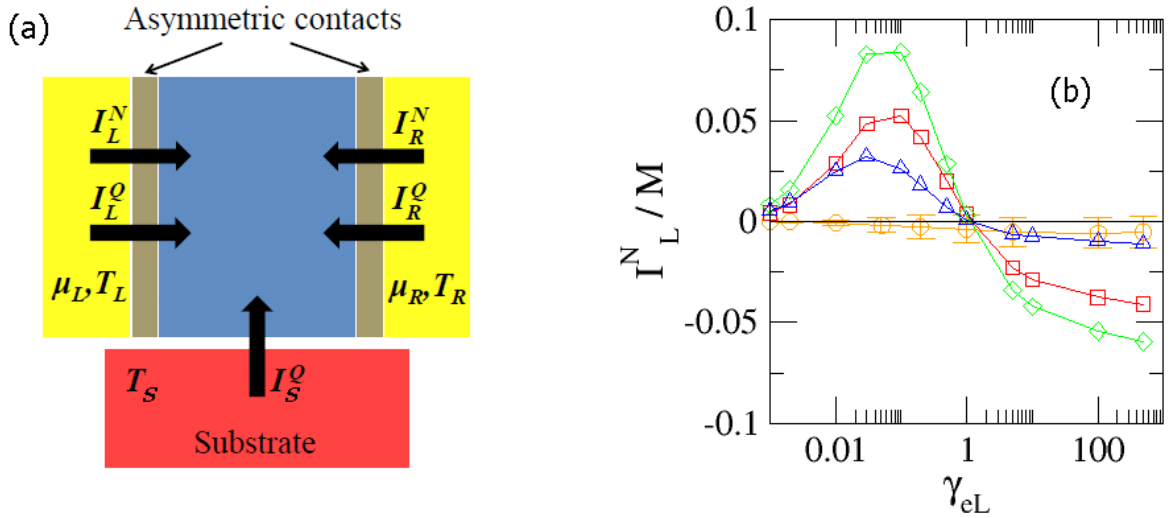 (a)
Asymmetric contacts
I_L^N
I_R^N
I_L^Q
I_R^Q
μ_L,T_L
μ_R,T_R
T_S
I_S^Q
Substrate
(b)
0.1
0.05
0
-0.05
-0.1
I^N_L / M
0.01
1
100
γ_eL